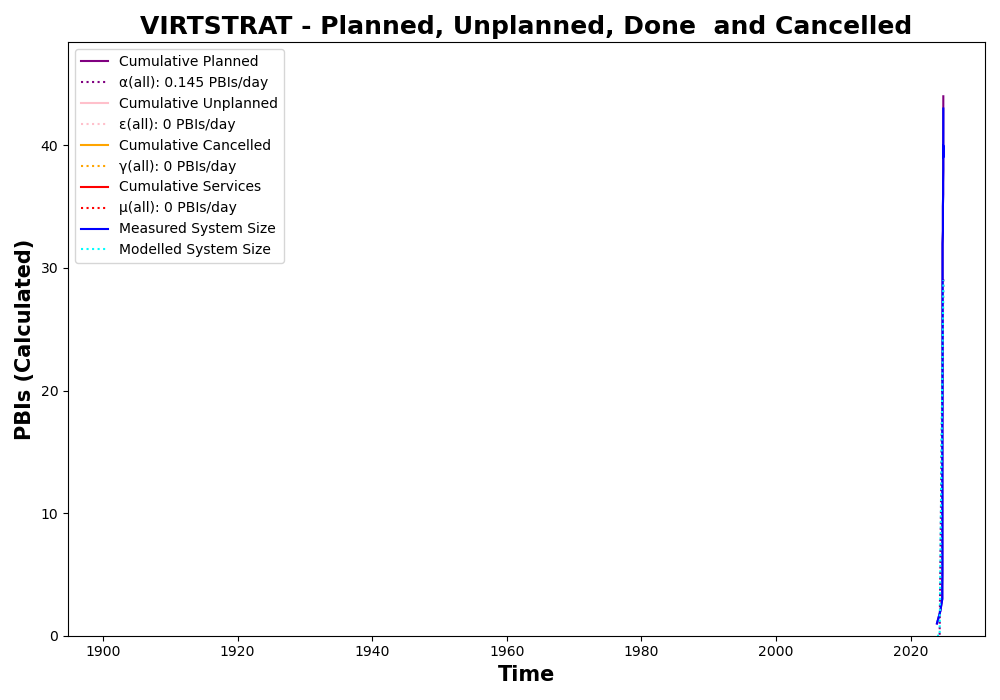 VIRTSTRAT - Planned, Unplanned, Done  and Cancelled
Cumulative Planned
α(all): 0.145 PBIs/day
Cumulative Unplanned
ε(all): 0 PBIs/day
Cumulative Cancelled
γ(all): 0 PBIs/day
Cumulative Services
μ(all): 0 PBIs/day
Measured System Size
Modelled System Size
PBIs (Calculated)
40
30
20
10
0
1900
1920
1940
1960
1980
2000
2020
Time